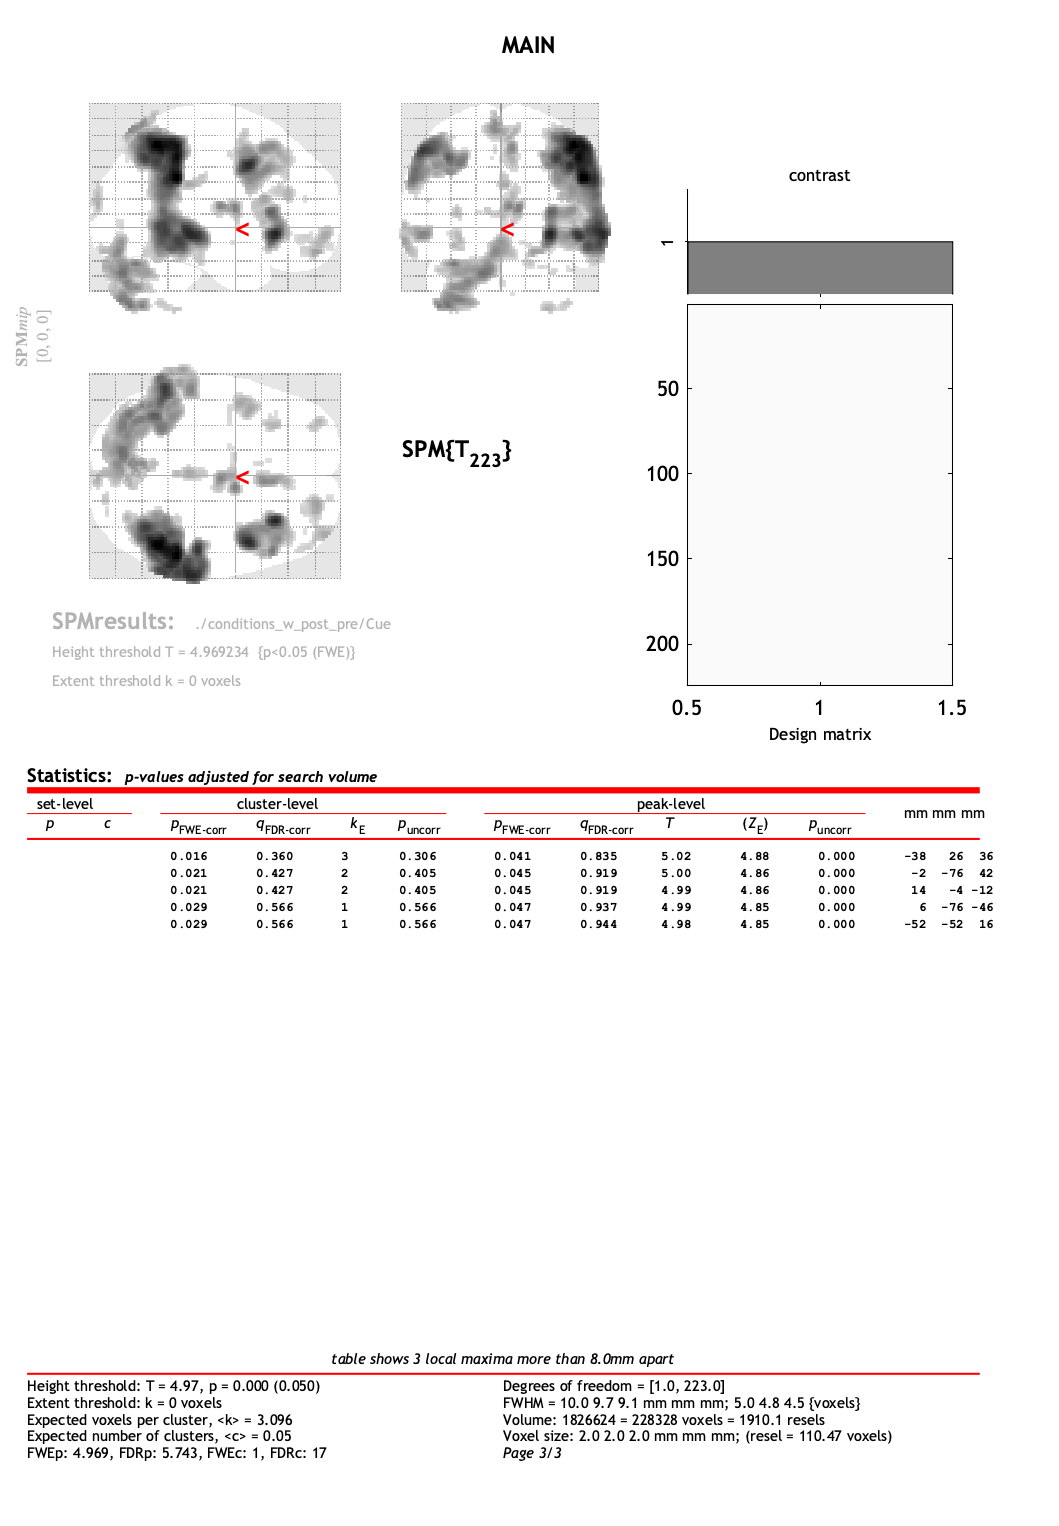 MAIN
SPMmip
[0, 0, 0]
<
<
<
SPM{T223}
contrast
1
50
100
150
200
0.5 1 1.5
Design matrix
SPMresults: ./conditions_w_post_pre/Cue
Height threshold T = 4.969234 {p<0.05 (FWE)}
Extent threshold k = 0 voxels
Statistics: p-values adjusted for search volume
set-level cluster-level peak-level mm mm mm
p c pFWE-corr qFDR-corr kE puncorr pFWE-corr qFDR-corr T (ZE) puncorr
0.016 0.360 3 0.306 0.041 0.835 5.02 4.88 0.000 -38 26 36
0.021 0.427 2 0.405 0.045 0.919 5.00 4.86 0.000 -2 -76 42
0.021 0.427 2 0.405 0.045 0.919 4.99 4.86 0.000 14 -4 -12
0.029 0.566 1 0.566 0.047 0.937 4.99 4.85 0.000 6 -76 -46
0.029 0.566 1 0.566 0.047 0.944 4.98 4.85 0.000 -52 -52 16
table shows 3 local maxima more than 8.0mm apart
Height threshold: T = 4.97, p = 0.000 (0.050)
Extent threshold: k = 0 voxels
Expected voxels per cluster, <k> = 3.096
Expected number of clusters, <c> = 0.05
FWEp: 4.969, FDRp: 5.743, FWEc: 1, FDRc: 17
Degrees of freedom = [1.0, 223.0]
FWHM = 10.0 9.7 9.1 mm mm mm; 5.0 4.8 4.5 {voxels}
Volume: 1826624 = 228328 voxels = 1910.1 resels
Voxel size: 2.0 2.0 2.0 mm mm mm; (resel = 110.47 voxels)
Page 3/3